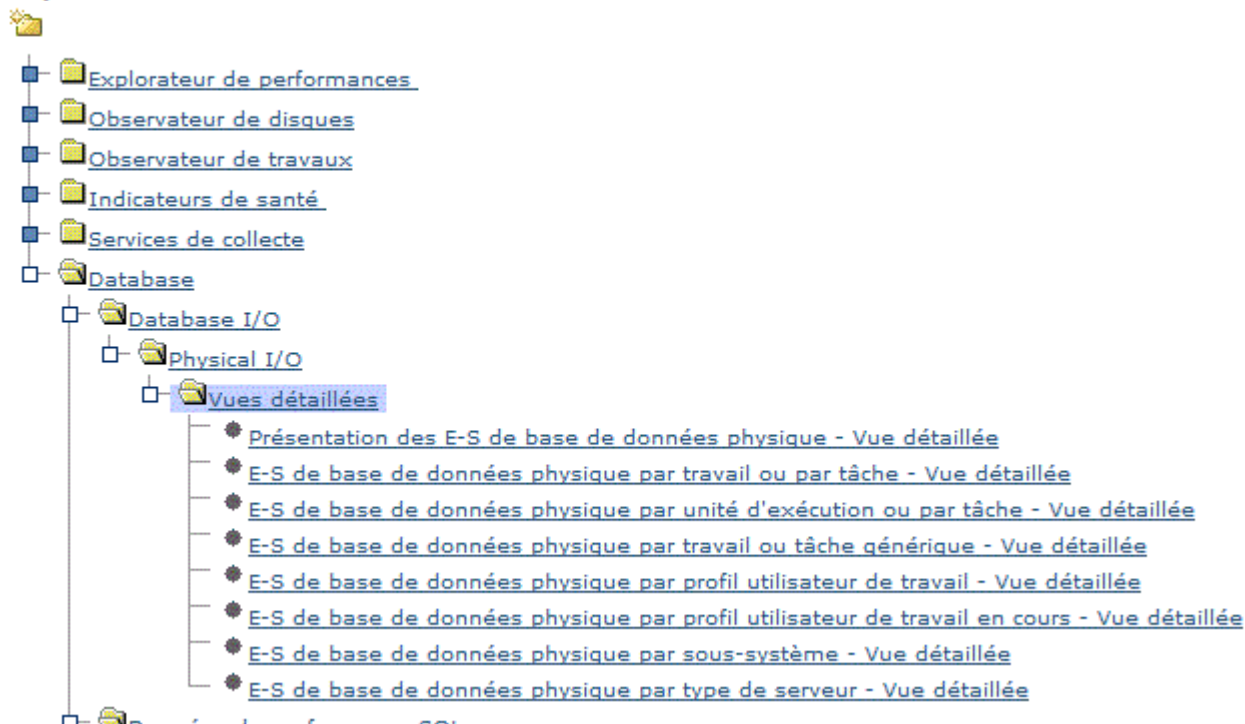 Explorateur de performances
Observateur de disques
Observateur de travaux
Indicateurs de santé
Services de collecte
Database
Database I/O
Physical I/O
Vues détaillées
Présentation des E-S de base de données physique - Vue détaillée
E-S de base de données physique par travail ou par tâche - Vue détaillée
E-S de base de données physique par unité d'exécution ou par tâche - Vue détaillée
E-S de base de données physique par travail ou tâche générique - Vue détaillée
E-S de base de données physique par profil utilisateur de travail - Vue détaillée
E-S de base de données physique par profil utilisateur de travail en cours - Vue détaillée
E-S de base de données physique par sous-système - Vue détaillée
E-S de base de données physique par type de serveur - Vue détaillée